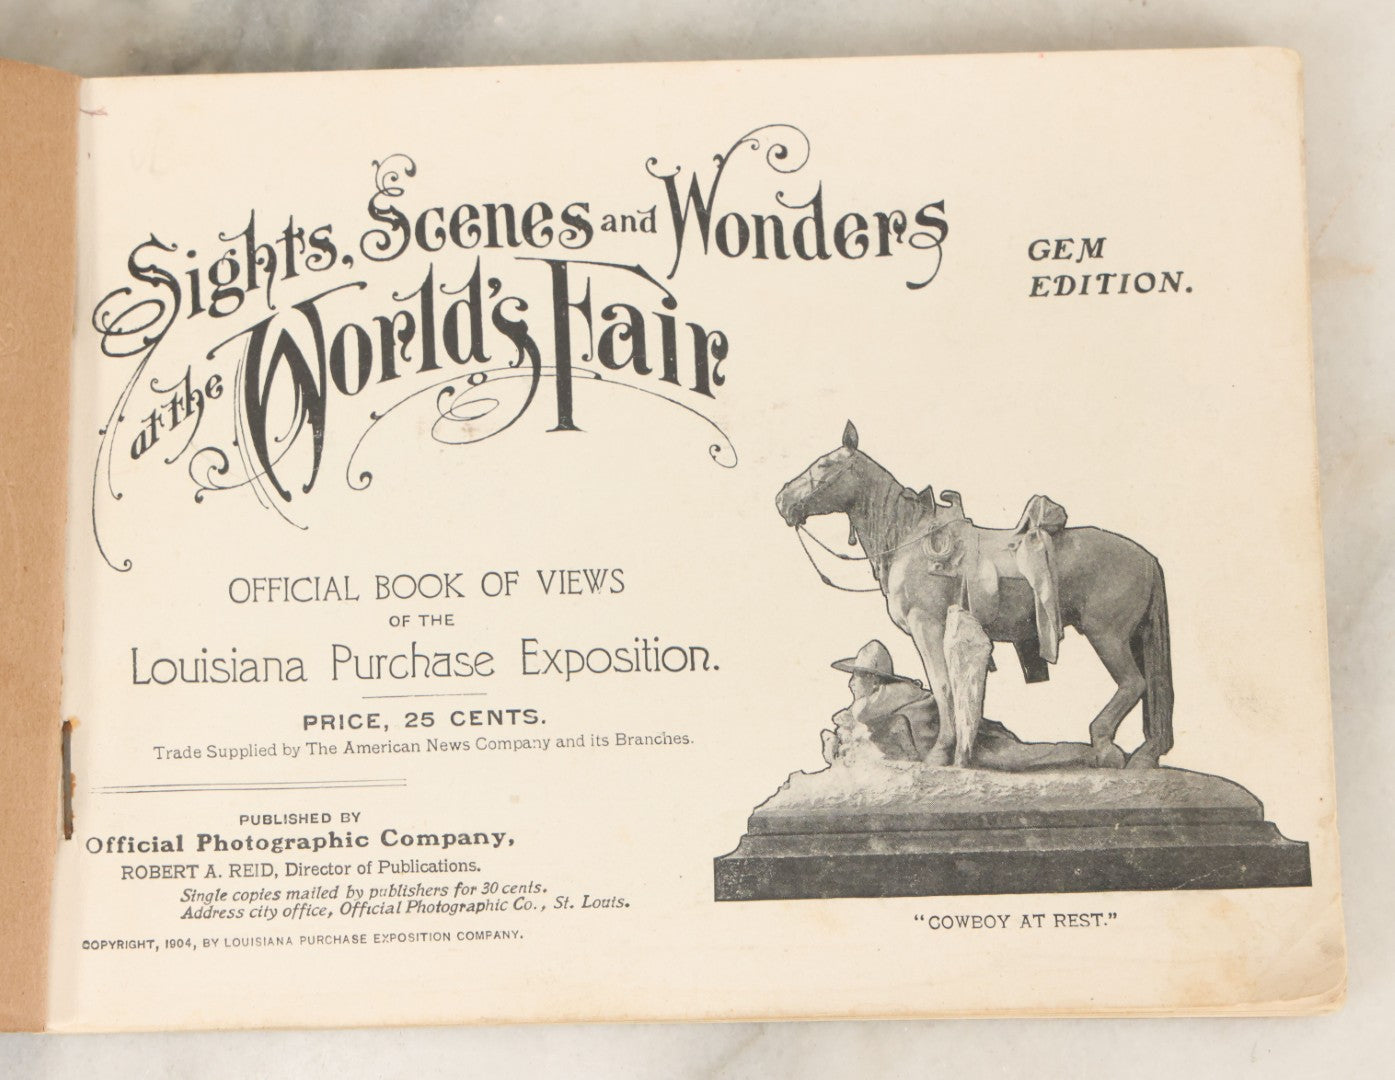 Sights, Scenes and Wonders
at the World's Fair
GEM
EDITION.
OFFICIAL BOOK OF VIEWS
OF THE
Louisiana Purchase Exposition.
PRICE, 25 CENTS.
Trade Supplied by The American News Company and its Branches.
PUBLISHED BY
Official Photographic Company,
ROBERT A. REID, Director of Publications.
Single copies mailed by publishers for 30 cents.
Address city office, Official Photographic Co., St. Louis.
COPYRIGHT, 1904, BY LOUISIANA PURCHASE EXPOSITION COMPANY.
"COWBOY AT REST."